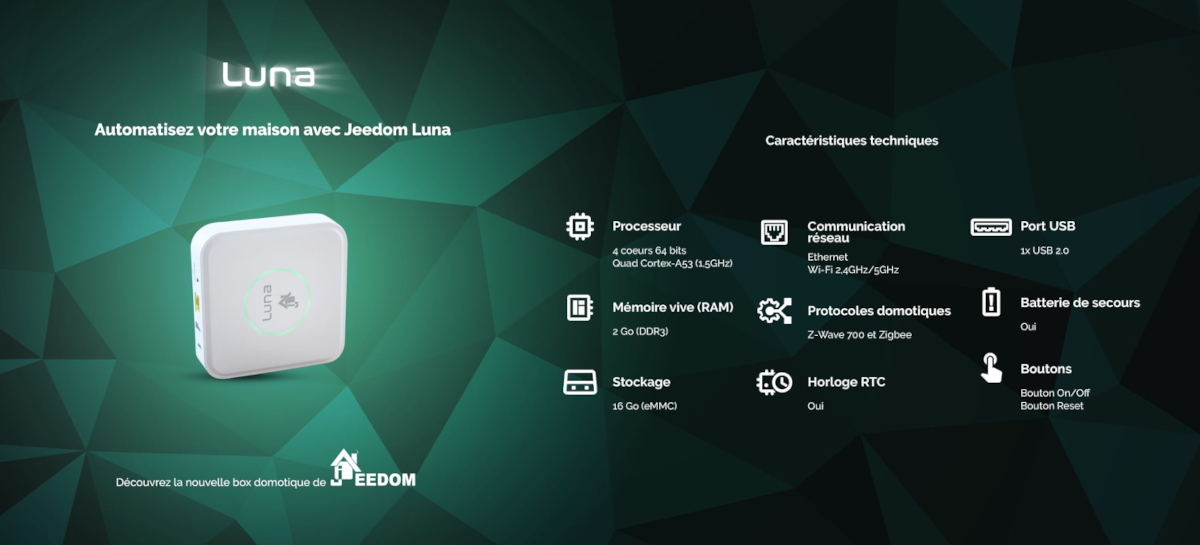 Luna
Automatisez votre maison avec Jeedom Luna
Luna
Découvrez la nouvelle box domotique de JEEDOM
Caractéristiques techniques
Processeur
4 coeurs 64 bits
Quad Cortex-A53 (1,5GHz)
Mémoire vive (RAM)
2 Go (DDR3)
Stockage
16 Go (eMMC)
Communication
réseau
Ethernet
Wi-Fi 2,4GHz/5GHz
Protocoles domotiques
Z-Wave 700 et Zigbee
Horloge RTC
Oui
Port USB
1x USB 2.0
Batterie de secours
Oui
Boutons
Bouton On/Off
Bouton Reset